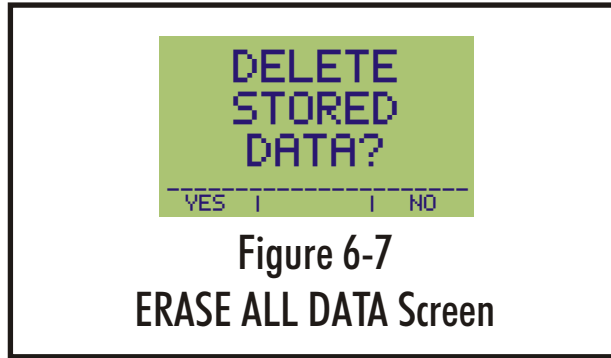 DELETE
STORED
DATA?
YES | | NO
Figure 6-7
ERASE ALL DATA Screen